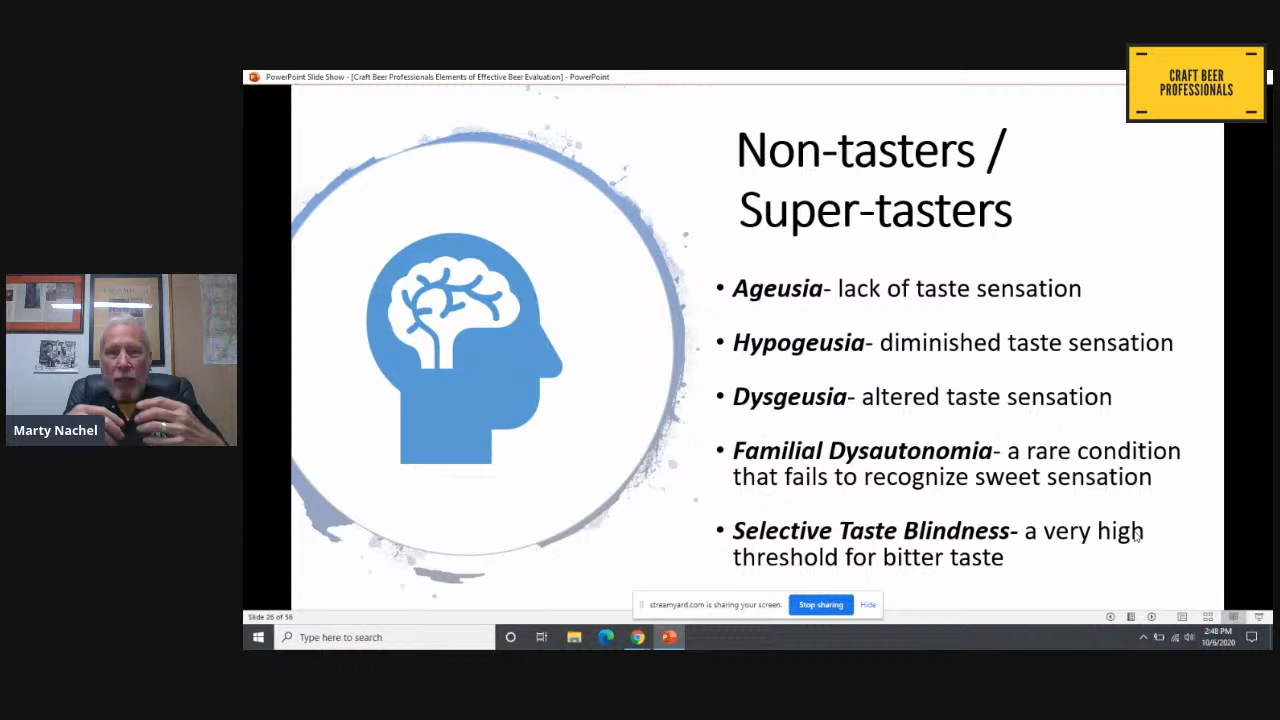 PowerPoint Slide Show - [Craft Beer Professionals Elements of Effective Beer Evaluation] - PowerPoint
CRAFT BEER
PROFESSIONALS
Non-tasters /
Super-tasters
• Ageusia- lack of taste sensation
• Hypogeusia- diminished taste sensation
• Dysgeusia- altered taste sensation
• Familial Dysautonomia- a rare condition
that fails to recognize sweet sensation
• Selective Taste Blindness- a very high
threshold for bitter taste
Marty Nachel
streamyard.com is sharing your screen.
Stop sharing
Hide
Slide 26 of 56
Type here to search
2:48 PM
10/6/2020